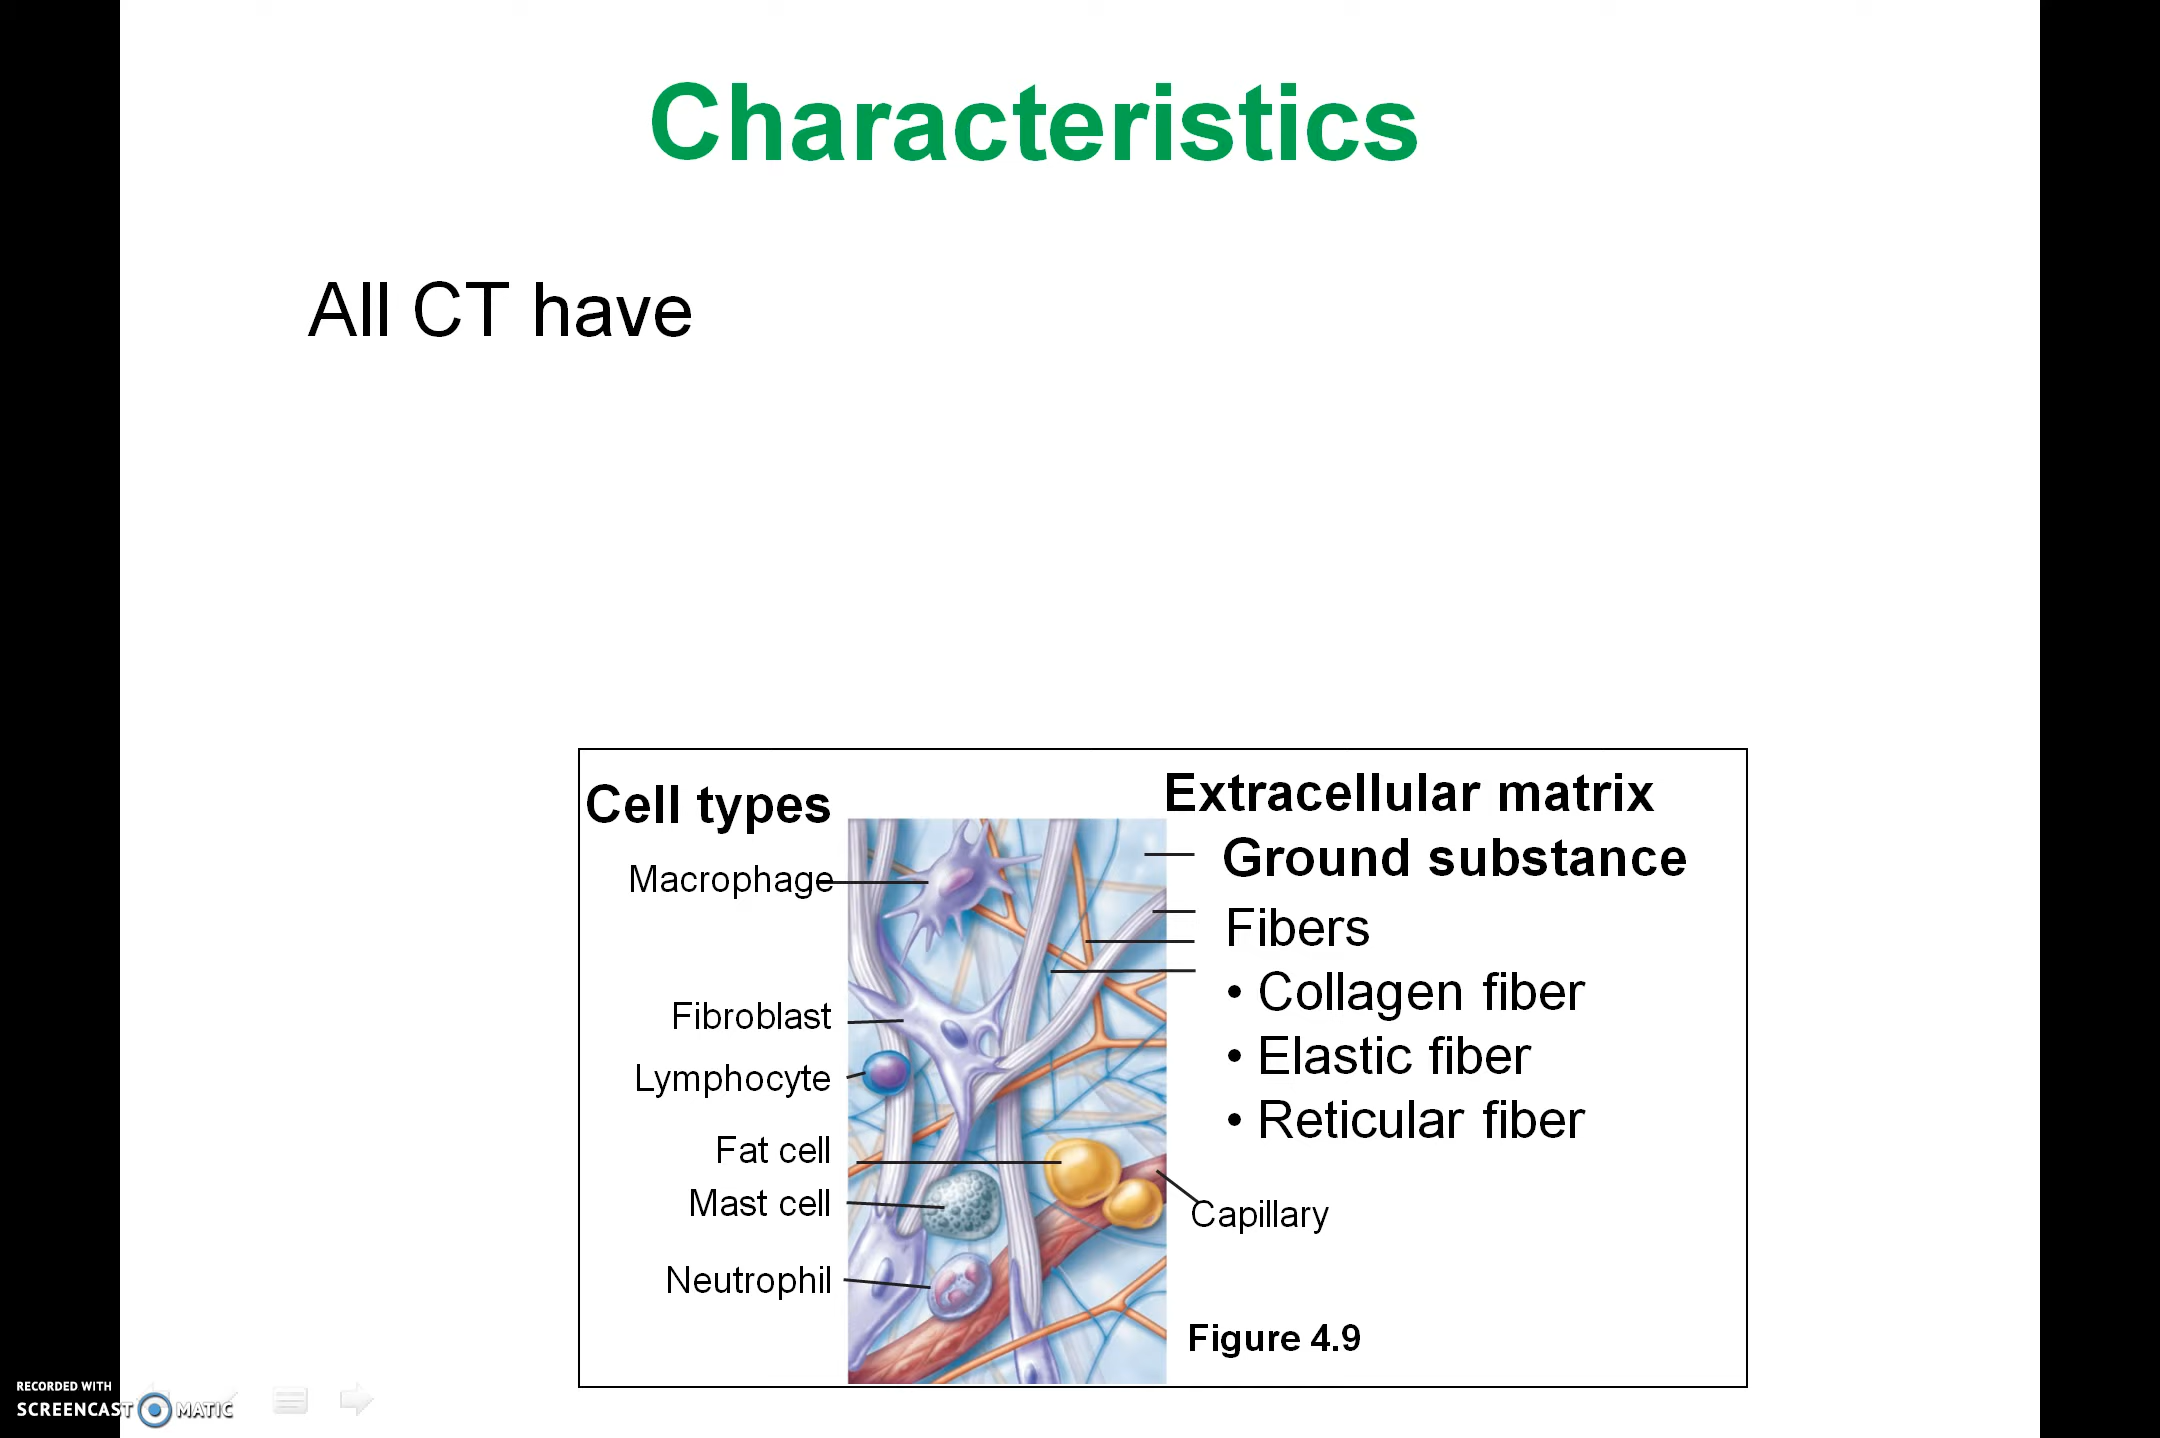 Characteristics
All CT have
Cell types
Macrophage
Fibroblast
Lymphocyte
Fat cell
Mast cell
Neutrophil
Extracellular matrix
Ground substance
Fibers
• Collagen fiber
• Elastic fiber
• Reticular fiber
Capillary
Figure 4.9
RECORDED WITH
SCREENCAST MATIC